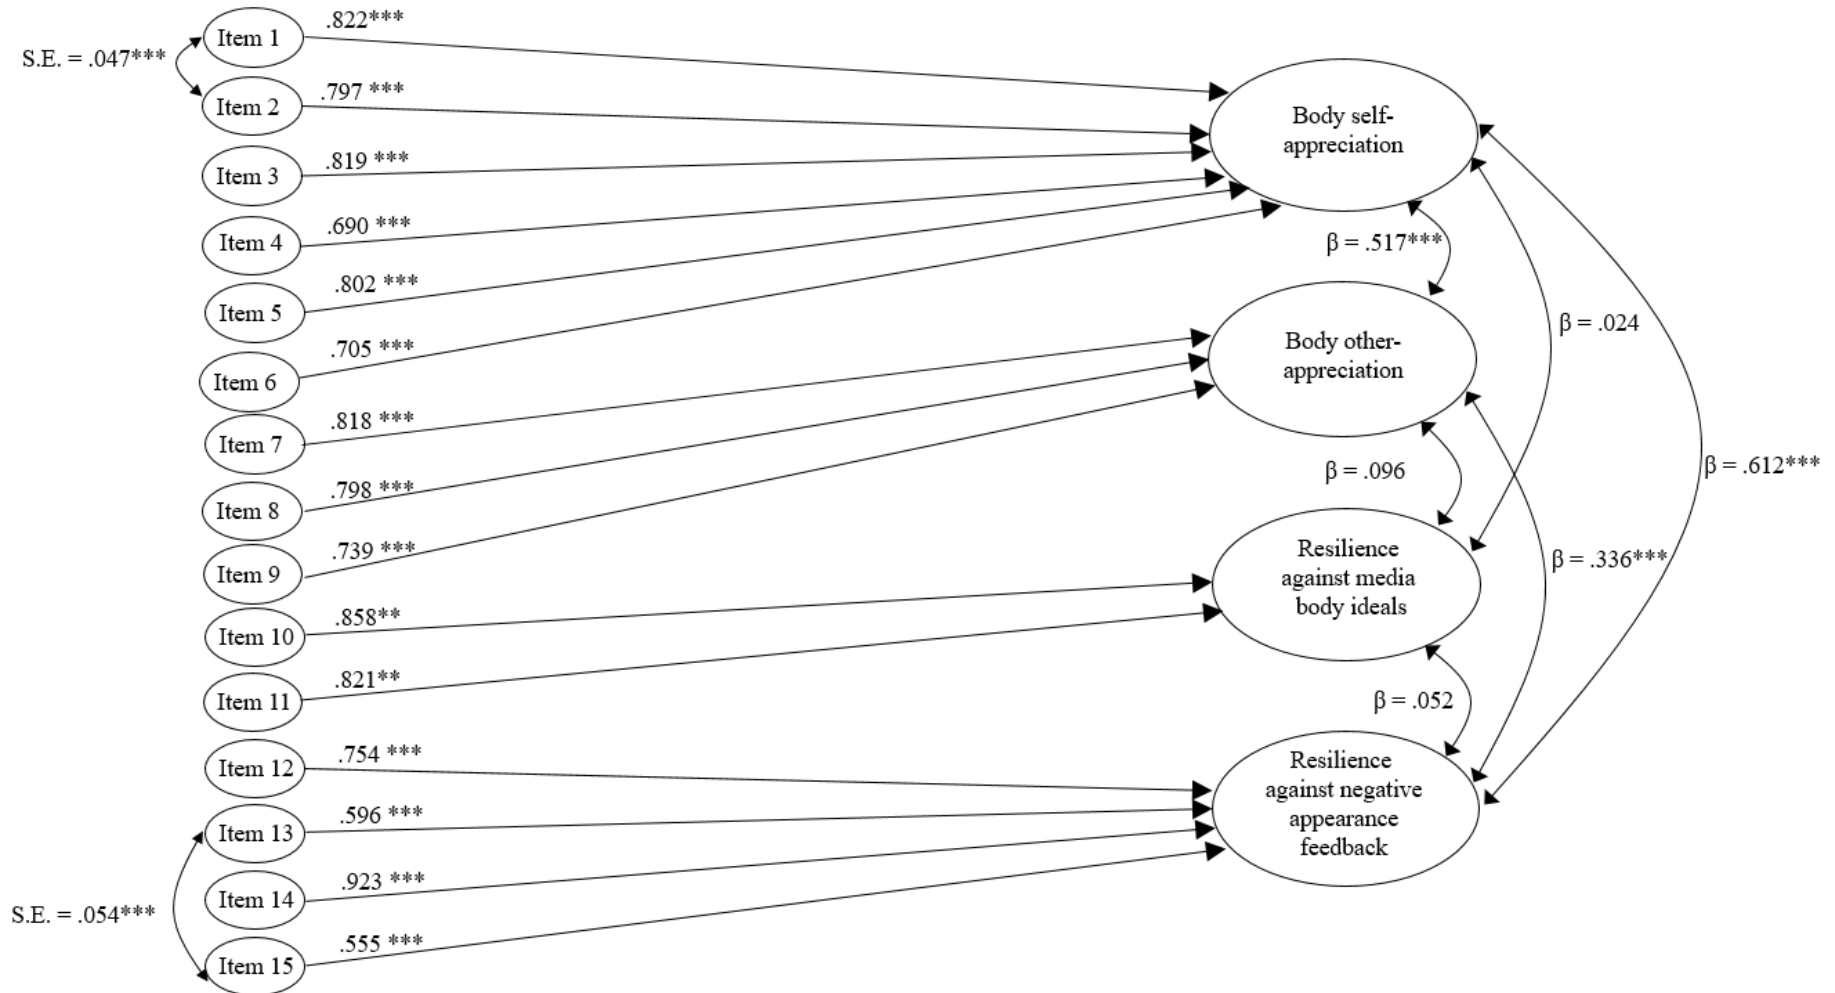 .822***
Item 1
S.E. = .047***
.797 ***
Item 2
.819 ***
Item 3
.690 ***
Item 4
.802 ***
Item 5
.705 ***
Item 6
.818 ***
Item 7
.798 ***
Item 8
.739 ***
Item 9
.858**
Item 10
.821**
Item 11
.754 ***
Item 12
.596 ***
Item 13
.923 ***
Item 14
S.E. = .054***
.555 ***
Item 15
Body self-
appreciation
β = .517***
β = .024
Body other-
appreciation
β = .096
β = .612***
Resilience
against media
body ideals
β = .336***
β = .052
Resilience
against negative
appearance
feedback